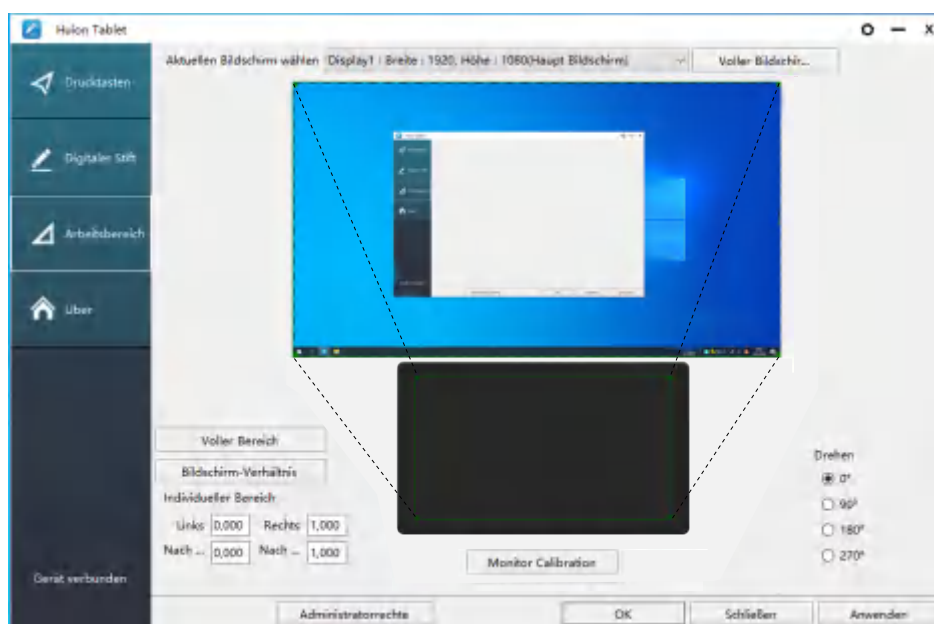 Huion Tablet
Drucktasten
Digitaler Stift
Arbeitsbereich
Über
Gerät verbunden
Aktuellen Bildschirm wählen Display1 : Breite : 1920, Höhe : 1080(Haupt Bildschirm)
Voller Bildschir...
Voller Bereich
Bildschirm-Verhältnis
Individueller Bereich
Links 0,000 Rechts 1,000
Nach ... 0,000 Nach ... 1,000
Monitor Calibration
Drehen
0°
90°
180°
270°
Administratorrechte
OK
Schließen
Anwenden